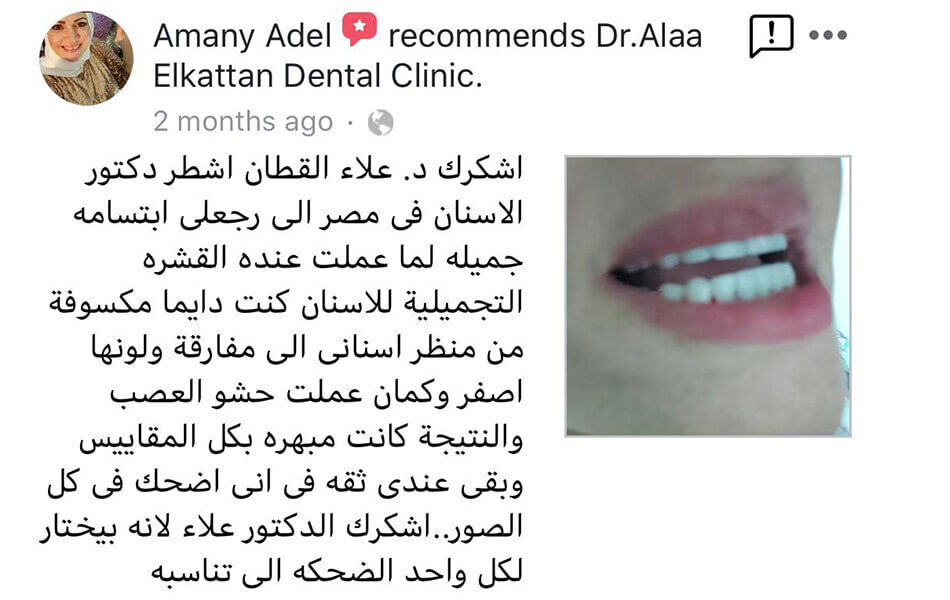 Amany Adel recommends Dr.Alaa
Elkattan Dental Clinic.
2 months ago ·
اشكرك د. علاء القطان اشطر دكتور
الاسنان فى مصر الى رجعلى ابتسامه
جميله لما عملت عنده القشره
التجميلية للاسنان كنت دايما مكسوفة
من منظر اسنانى الى مفارقة ولونها
اصفر وكمان عملت حشو العصب
والنتيجة كانت مبهره بكل المقاييس
وبقى عندى ثقه فى انى اضحك فى كل
الصور..اشكرك الدكتور علاء لانه بيختار
لكل واحد الضحكه الى تناسبه